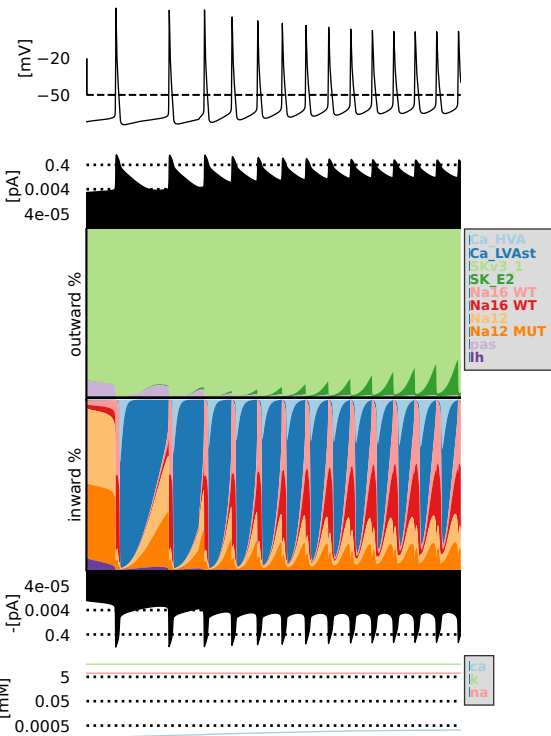 [mV]
−20
−50
[pA]
0.4
0.004
4e-05
outward %
Ca_HVA
Ca_LVAst
SKv3_1
SK_E2
Na16 WT
Na16 WT
Na12
Na12 MUT
pas
Ih
inward %
-[pA]
4e-05
0.004
0.4
[mM]
5
0.05
0.0005
ca
k
na